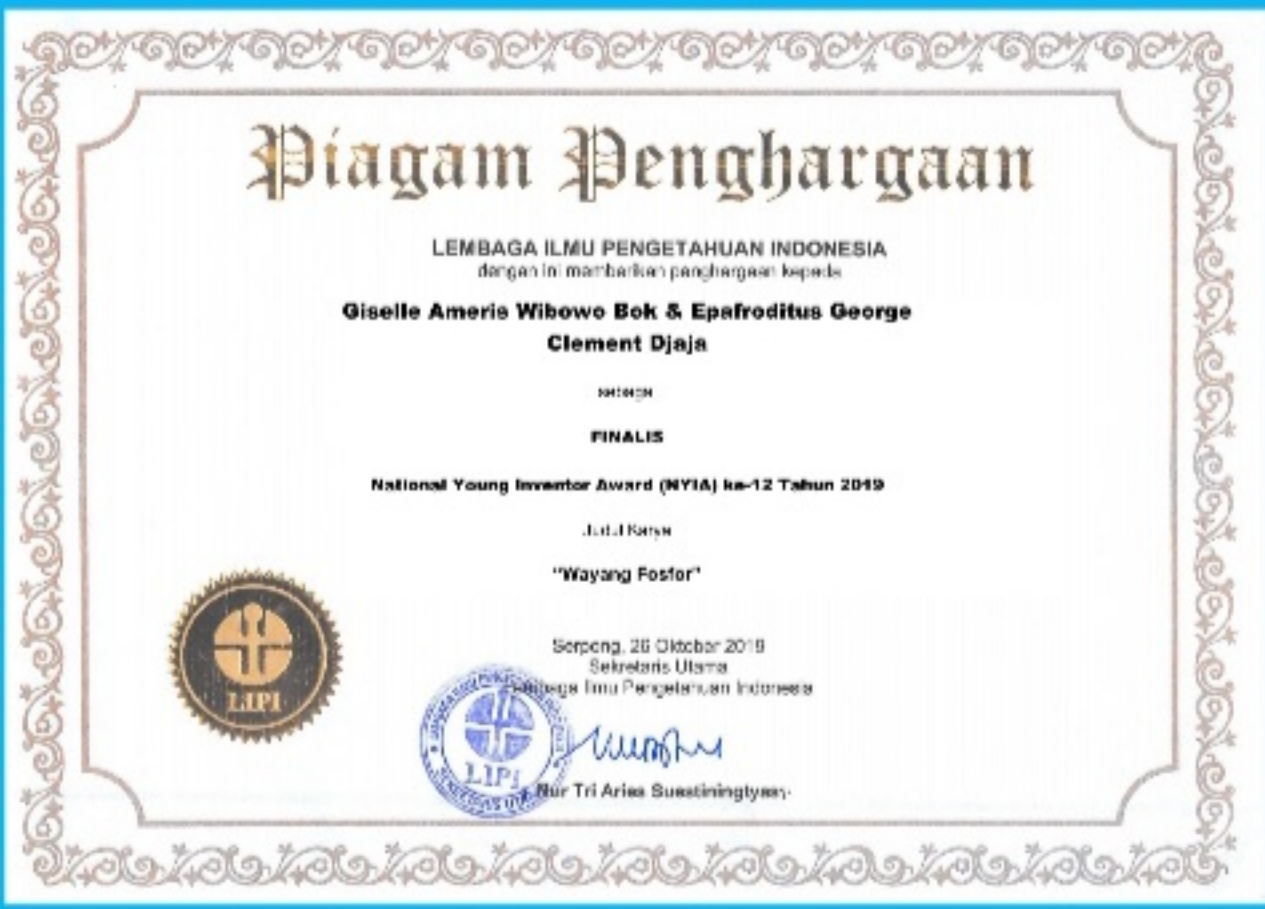 Piagam Penghargaan
LEMBAGA ILMU PENGETAHUAN INDONESIA
dengan ini memberikan penghargaan kepada
Giselle Ameris Wibowo Bok & Epafroditus George
Clement Djaja
sebagai
FINALIS
National Young Inventor Award (NYIA) ke-12 Tahun 2019
Judul Karya
"Wayang Fosfor"
Serpong, 26 Oktober 2019
Sekretaris Utama
Lembaga Ilmu Pengetahuan Indonesia
LIPI
LIPI
Nur Tri Aries Suestiningtyas